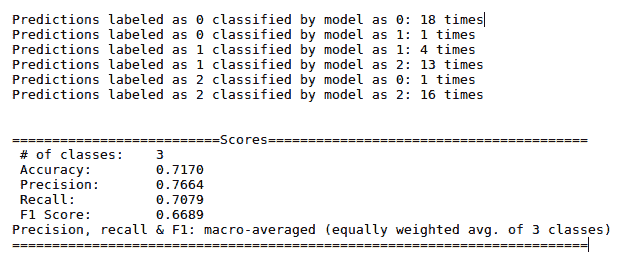 Predictions labeled as 0 classified by model as 0: 18 times
Predictions labeled as 0 classified by model as 1: 1 times
Predictions labeled as 1 classified by model as 1: 4 times
Predictions labeled as 1 classified by model as 2: 13 times
Predictions labeled as 2 classified by model as 0: 1 times
Predictions labeled as 2 classified by model as 2: 16 times
==========================Scores========================================
# of classes: 3
Accuracy: 0.7170
Precision: 0.7664
Recall: 0.7079
F1 Score: 0.6689
Precision, recall & F1: macro-averaged (equally weighted avg. of 3 classes)
========================================================================